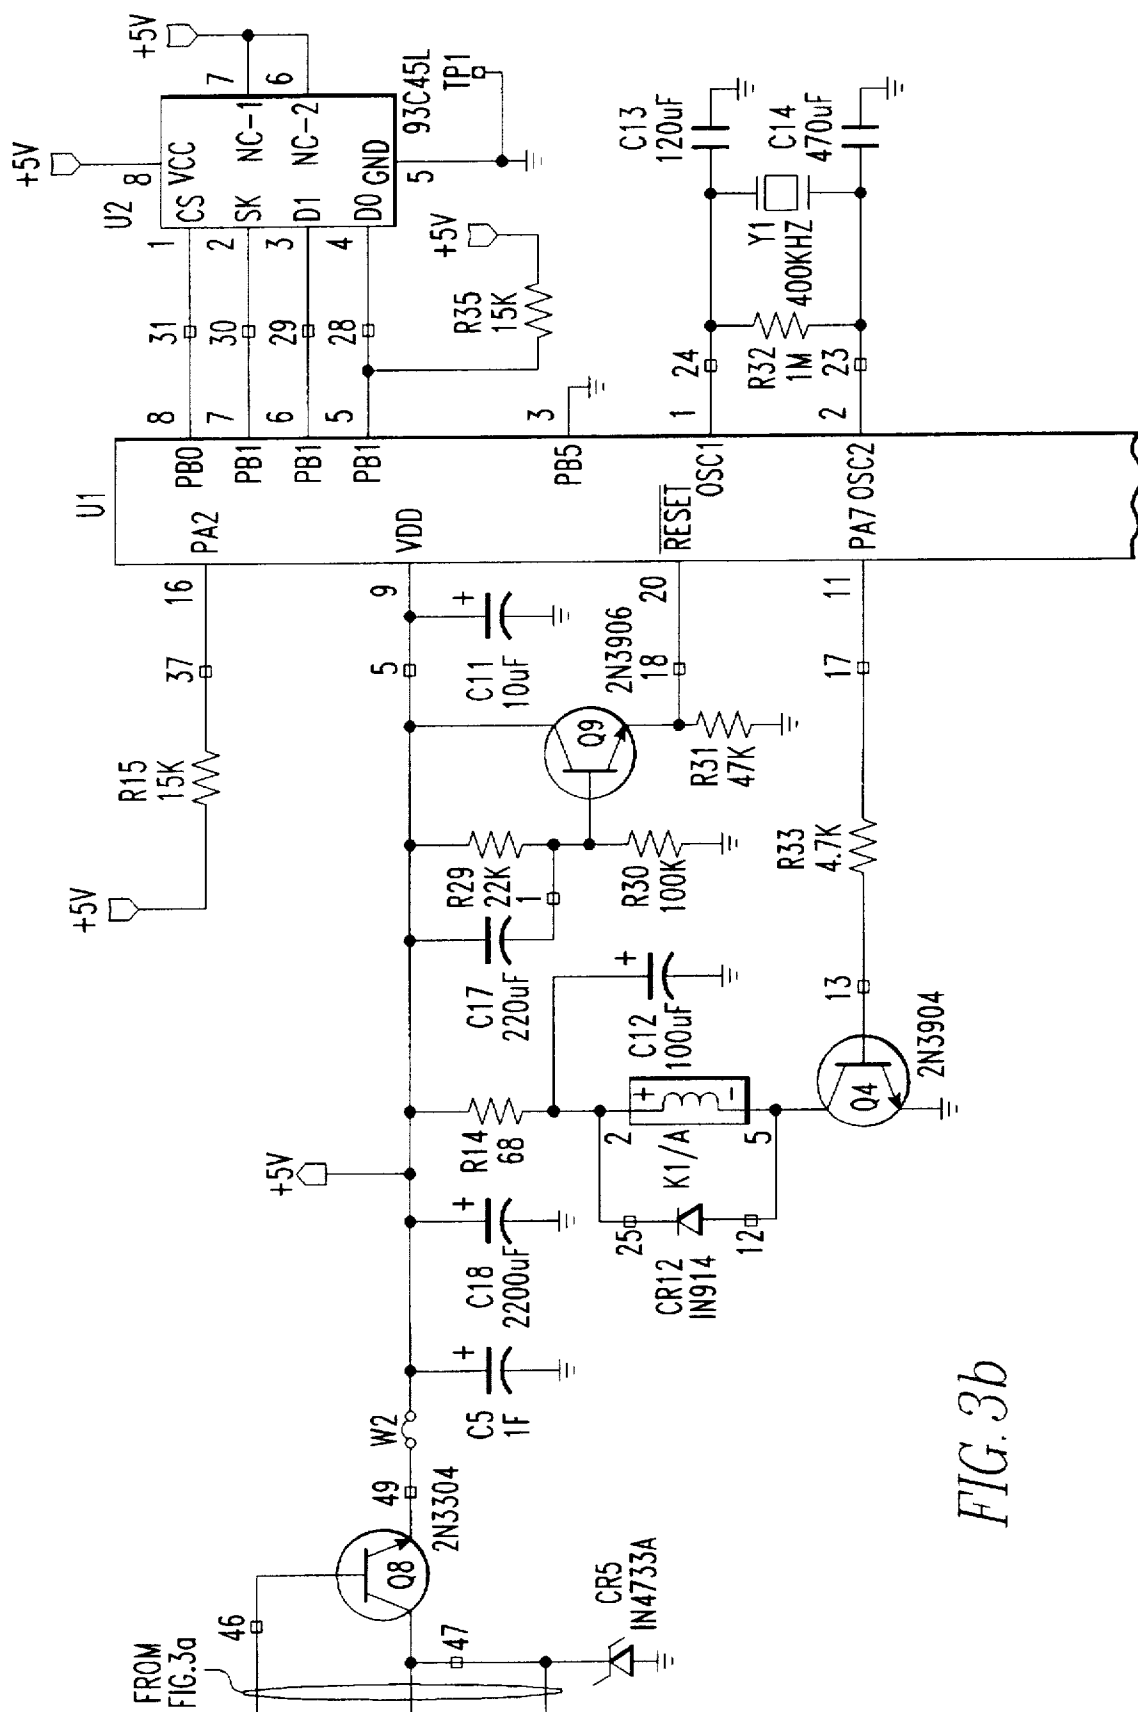 FROM
FIG.3a
46
47
Q8
2N3304
CR5
IN4733A
49
W2
C5
1F
C18
2200uF
+5V
R14
68
C17
220uF
R29
22K
1
C12
100uF
R30
100K
25
CR12
IN914
12
2
K1/A
5
Q4
2N3904
13
R33
4.7K
17
11
Q9
2N3906
18
20
R31
47K
C11
10uF
5
9
+5V
R15
15K
37
16
U1
PA2
VDD
RESET
PA7
PB0
PB1
PB1
PB1
PB5
OSC1
OSC2
8
7
6
5
3
1
2
31
30
29
28
24
23
R35
15K
+5V
R32
1M
Y1
400KHZ
C13
120uF
C14
470uF
1
2
3
4
U2
CS
SK
D1
D0
VCC
NC-1
NC-2
GND
8
7
6
5
+5V
+5V
93C45L
TP1
FIG. 3b